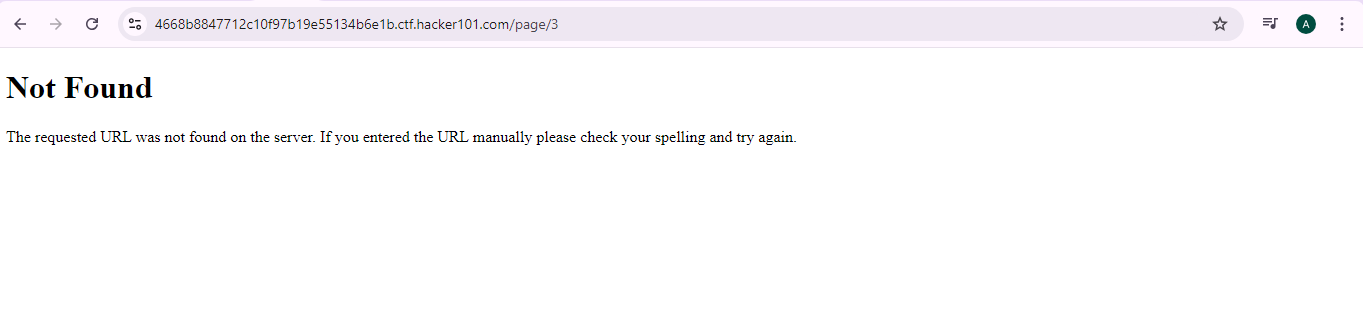 4668b8847712c10f97b19e55134b6e1b.ctf.hacker101.com/page/3
A
Not Found
The requested URL was not found on the server. If you entered the URL manually please check your spelling and try again.